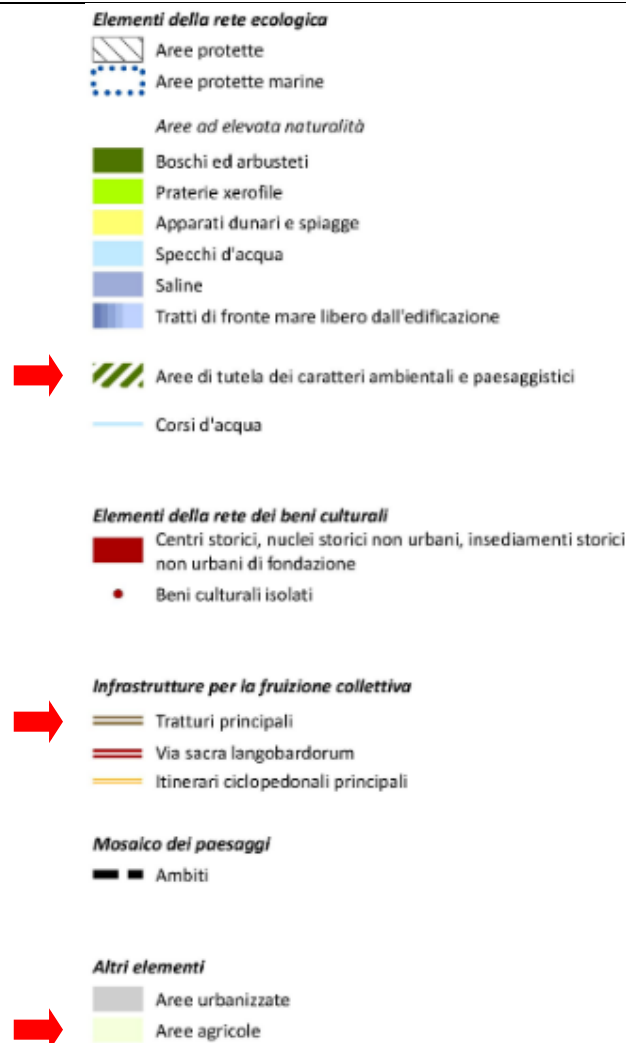 Elementi della rete ecologica
Aree protette
Aree protette marine
Aree ad elevata naturalità
Boschi ed arbusteti
Praterie xerofile
Apparati dunari e spiagge
Specchi d'acqua
Saline
Tratti di fronte mare libero dall'edificazione
Aree di tutela dei caratteri ambientali e paesaggistici
Corsi d'acqua
Elementi della rete dei beni culturali
Centri storici, nuclei storici non urbani, insediamenti storici
non urbani di fondazione
Beni culturali isolati
Infrastrutture per la fruizione collettiva
Tratturi principali
Via sacra langobardorum
Itinerari ciclopedonali principali
Mosaico dei paesaggi
Ambiti
Altri elementi
Aree urbanizzate
Aree agricole